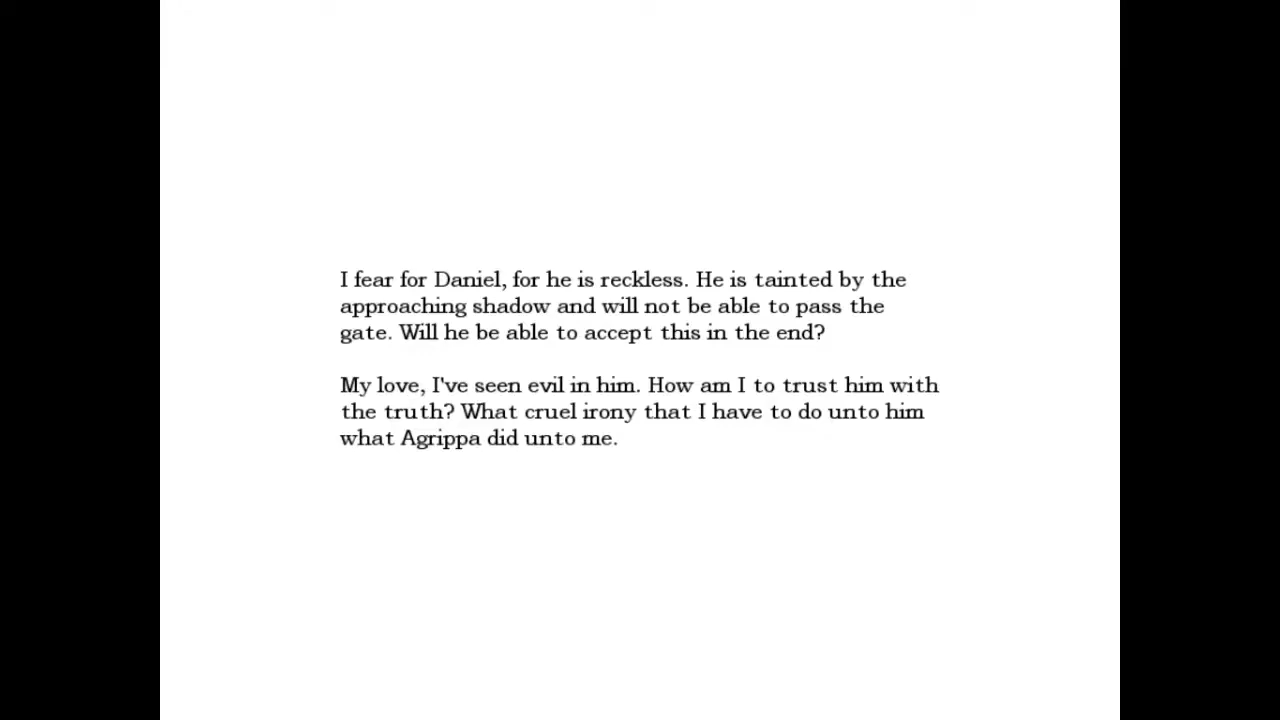 I fear for Daniel, for he is reckless. He is tainted by the
approaching shadow and will not be able to pass the
gate. Will he be able to accept this in the end?
My love, I've seen evil in him. How am I to trust him with
the truth? What cruel irony that I have to do unto him
what Agrippa did unto me.